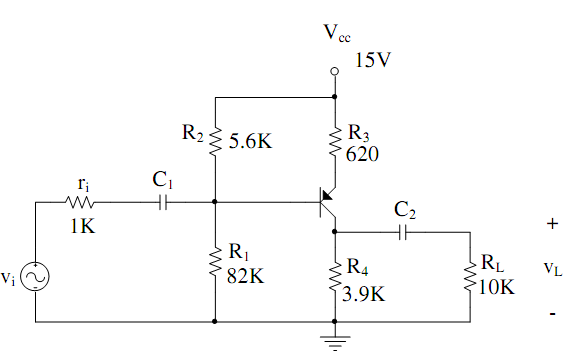 Vcc
15V
R2 5.6K
R3
620
ri
1K
C1
C2
R1
82K
R4
3.9K
RL
10K
vi
+
vL
-